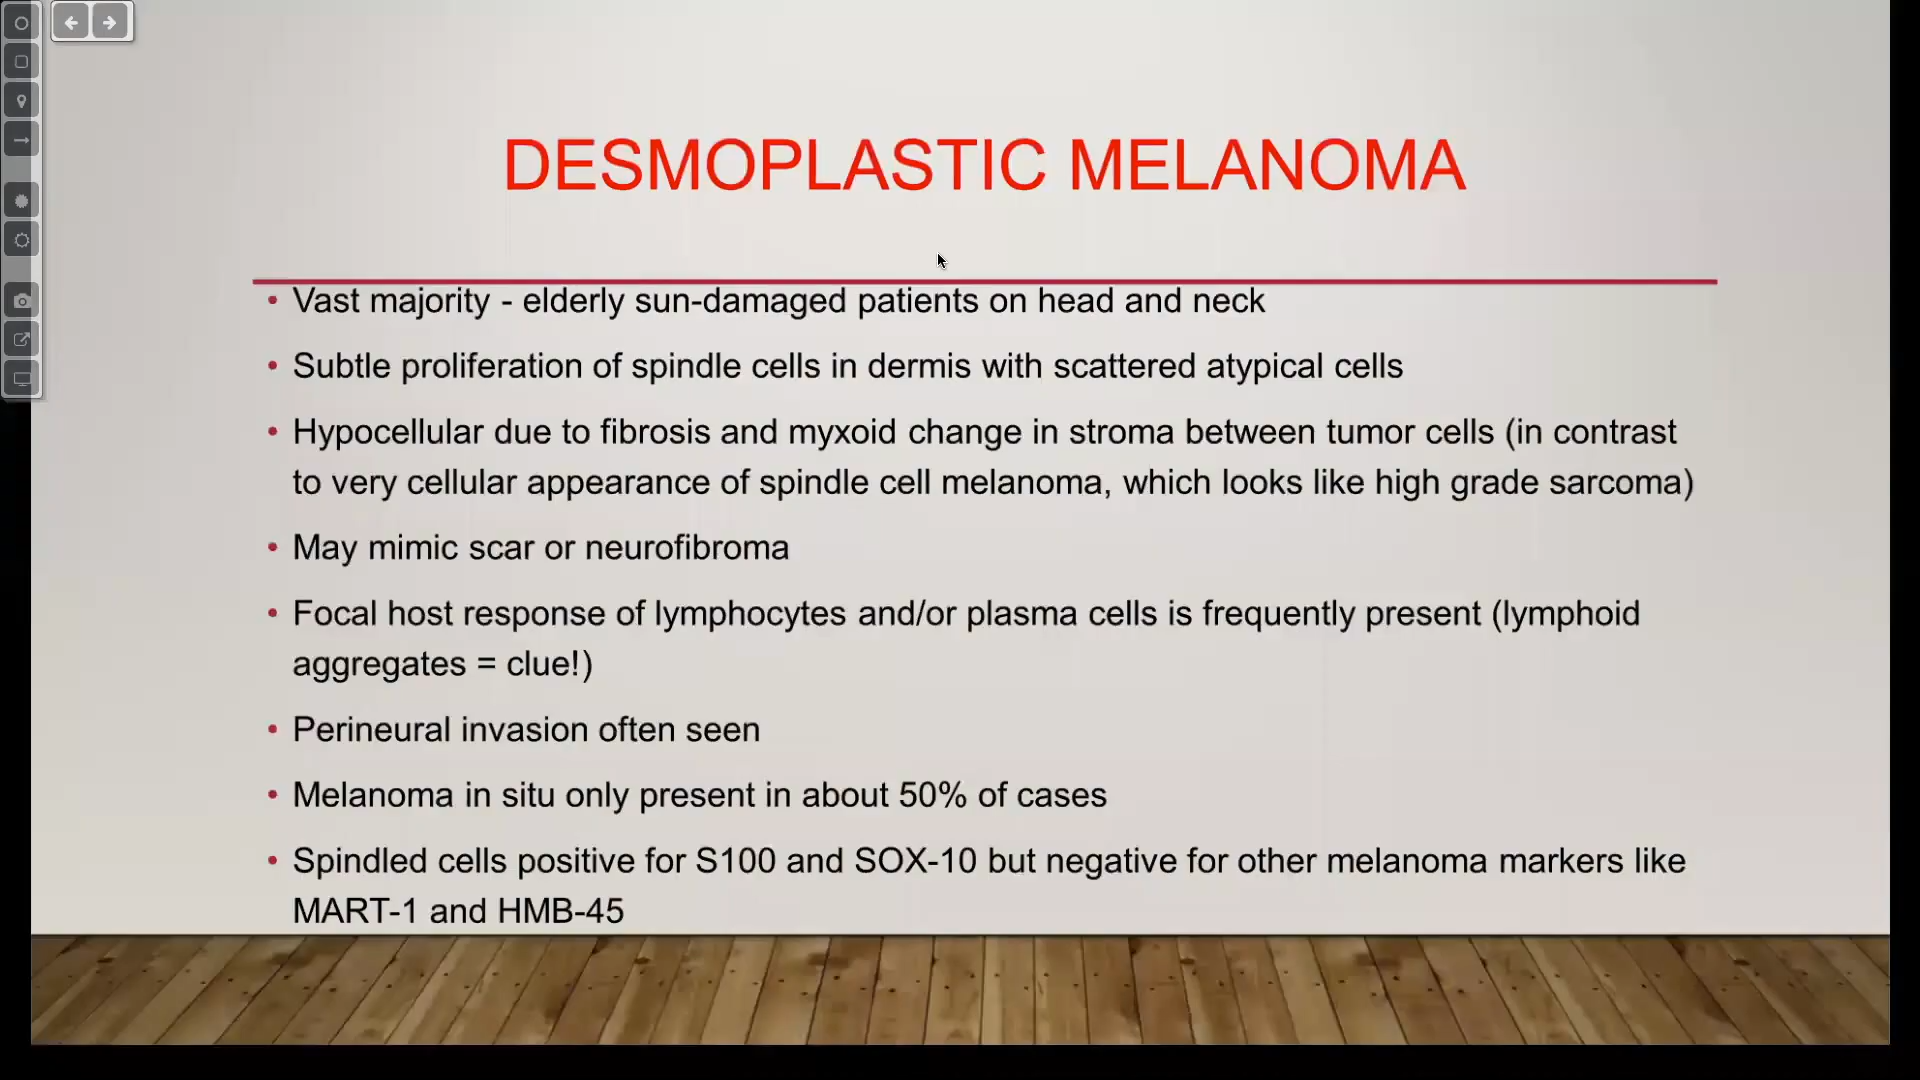 DESMOPLASTIC MELANOMA
• Vast majority - elderly sun-damaged patients on head and neck
• Subtle proliferation of spindle cells in dermis with scattered atypical cells
• Hypocellular due to fibrosis and myxoid change in stroma between tumor cells (in contrast
to very cellular appearance of spindle cell melanoma, which looks like high grade sarcoma)
• May mimic scar or neurofibroma
• Focal host response of lymphocytes and/or plasma cells is frequently present (lymphoid
aggregates = clue!)
• Perineural invasion often seen
• Melanoma in situ only present in about 50% of cases
• Spindled cells positive for S100 and SOX-10 but negative for other melanoma markers like
MART-1 and HMB-45